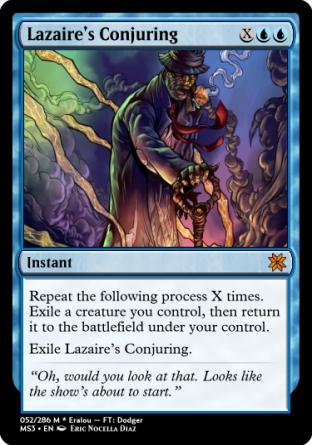 Lazaire's Conjuring X
Instant
Repeat the following process X times.
Exile a creature you control, then return
it to the battlefield under your control.
Exile Lazaire's Conjuring.
“Oh, would you look at that. Looks like
the show's about to start.”
052/286 M * Eralou — FT: Dodger
MS3 • EN Eric Nocella Diaz